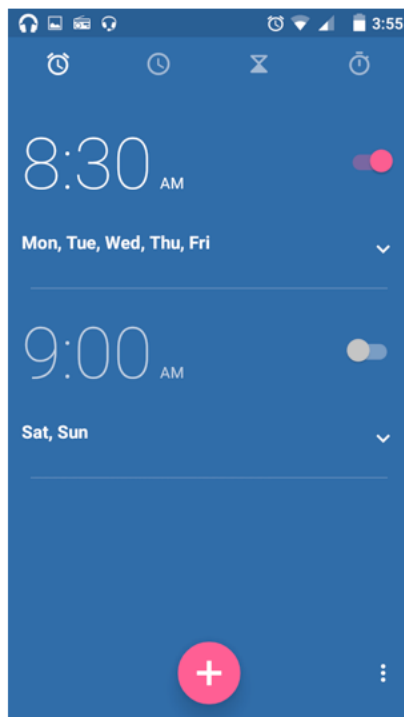 3:55
8:30 AM
Mon, Tue, Wed, Thu, Fri
9:00 AM
Sat, Sun